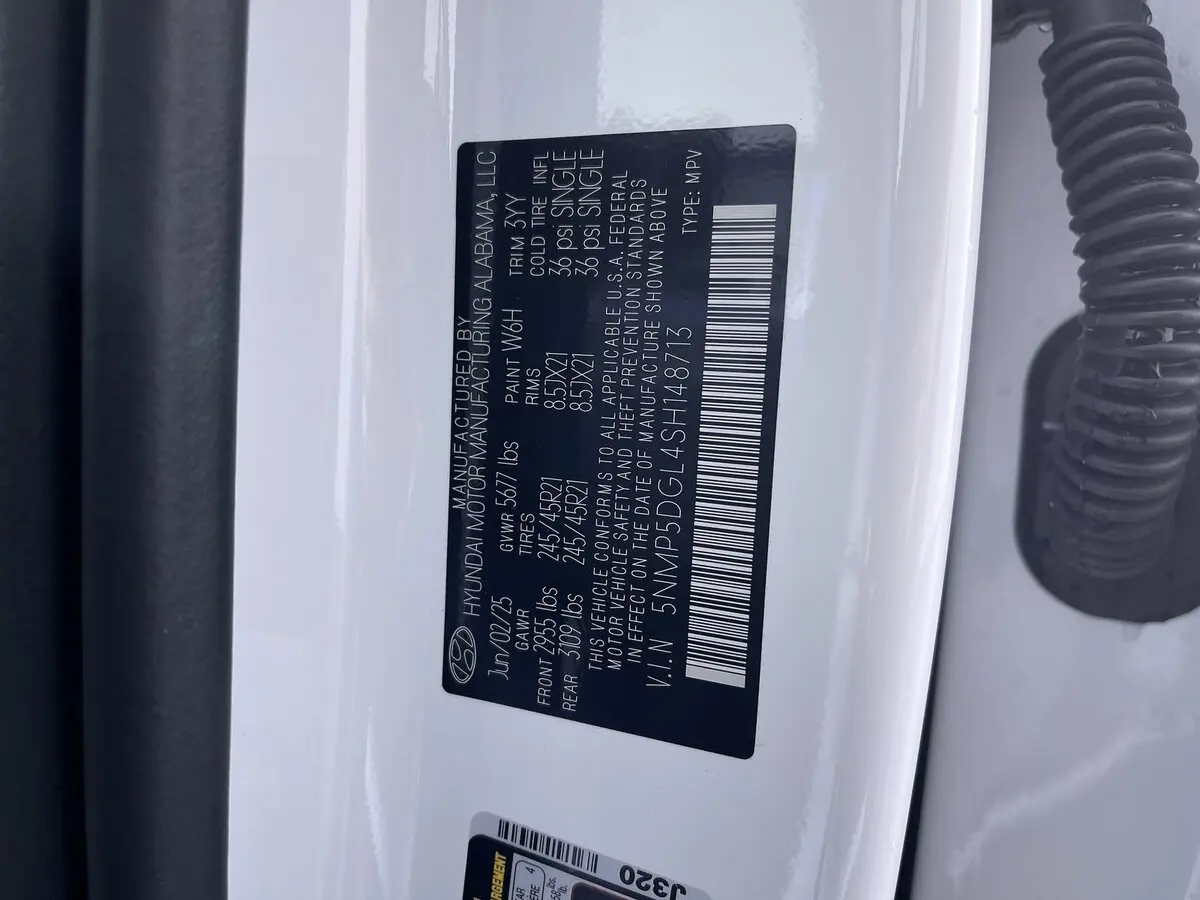 MANUFACTURED BY
HYUNDAI MOTOR MANUFACTURING ALABAMA, LLC
Jun/02/25 GVWR 5677 lbs PAINT W6H TRIM 3YY
GAWR TIRES RIMS COLD TIRE INFL
FRONT 2955 lbs 245/45R21 8.5JX21 36 psi SINGLE
REAR 3109 lbs 245/45R21 8.5JX21 36 psi SINGLE
THIS VEHICLE CONFORMS TO ALL APPLICABLE U.S.A. FEDERAL
MOTOR VEHICLE SAFETY AND THEFT PREVENTION STANDARDS
IN EFFECT ON THE DATE OF MANUFACTURE SHOWN ABOVE
V.I.N 5NMP5DGL4SH148713 TYPE: MPV
J320
4